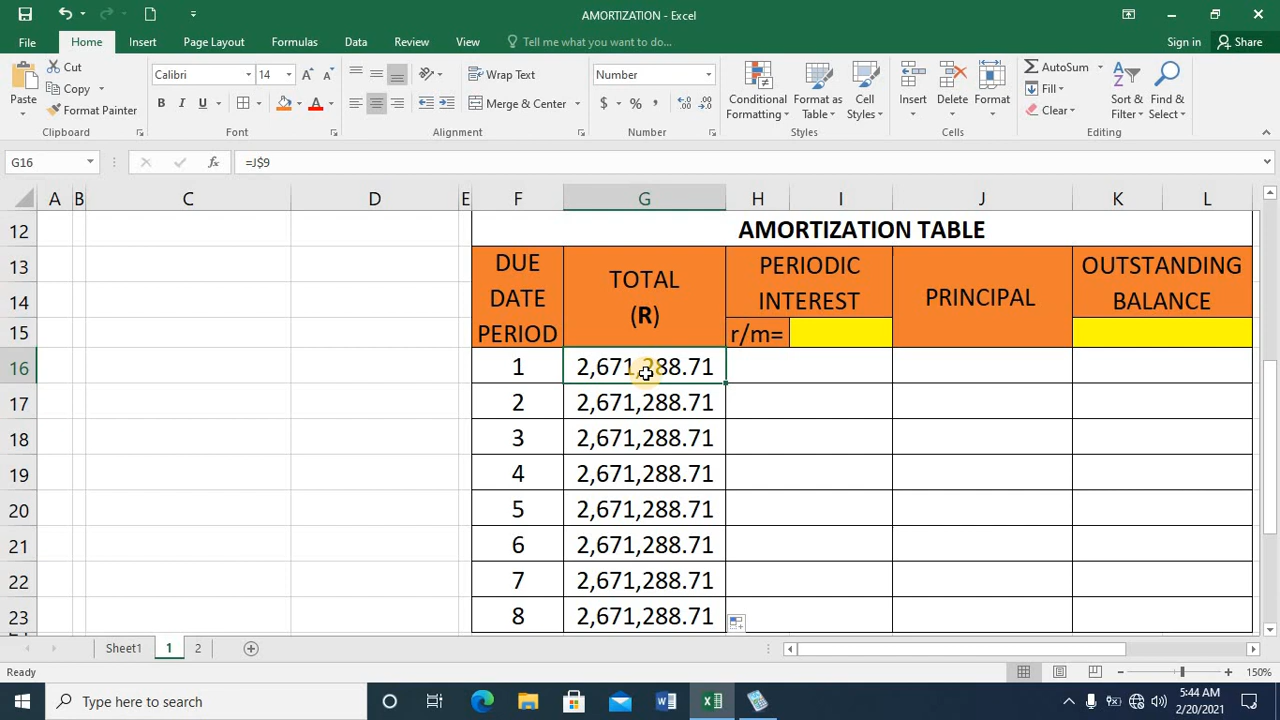 AMORTIZATION - Excel
File Home Insert Page Layout Formulas Data Review View Tell me what you want to do... Sign in Share
Cut
Copy
Format Painter
Paste
Clipboard
Calibri 14
B I U A
Font
Wrap Text
Merge & Center
Alignment
Number
$ % ,
Number
Conditional Formatting
Format as Table
Cell Styles
Styles
Insert Delete Format
Cells
AutoSum
Fill
Clear
Sort & Filter
Find & Select
Editing
G16 fx =J$9
A B C D E F G H I J K L
12 AMORTIZATION TABLE
13 DUE PERIODIC OUTSTANDING
TOTAL
14 DATE (R) INTEREST PRINCIPAL BALANCE
15 PERIOD r/m=
16 1 2,671,288.71
17 2 2,671,288.71
18 3 2,671,288.71
19 4 2,671,288.71
20 5 2,671,288.71
21 6 2,671,288.71
22 7 2,671,288.71
23 8 2,671,288.71
Sheet1 1 2
Ready 150%
Type here to search
5:44 AM
2/20/2021